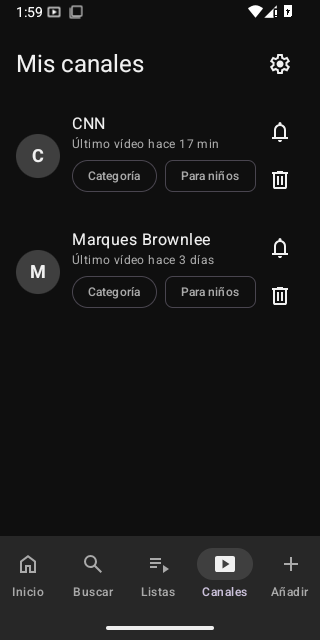 1:59
Mis canales
CNN
Último vídeo hace 17 min
Categoría
Para niños
C
Marques Brownlee
Último vídeo hace 3 días
Categoría
Para niños
M
Inicio
Buscar
Listas
Canales
Añadir